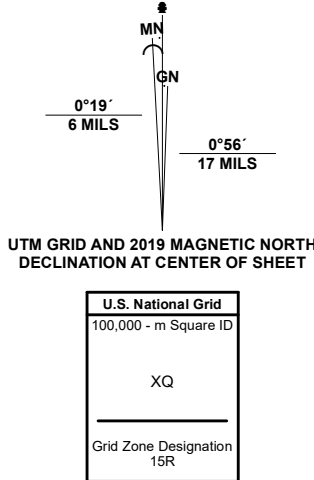 MN
GN
0°19´
6 MILS
0°56´
17 MILS
UTM GRID AND 2019 MAGNETIC NORTH
DECLINATION AT CENTER OF SHEET
U.S. National Grid
100,000 - m Square ID
XQ
Grid Zone Designation
15R